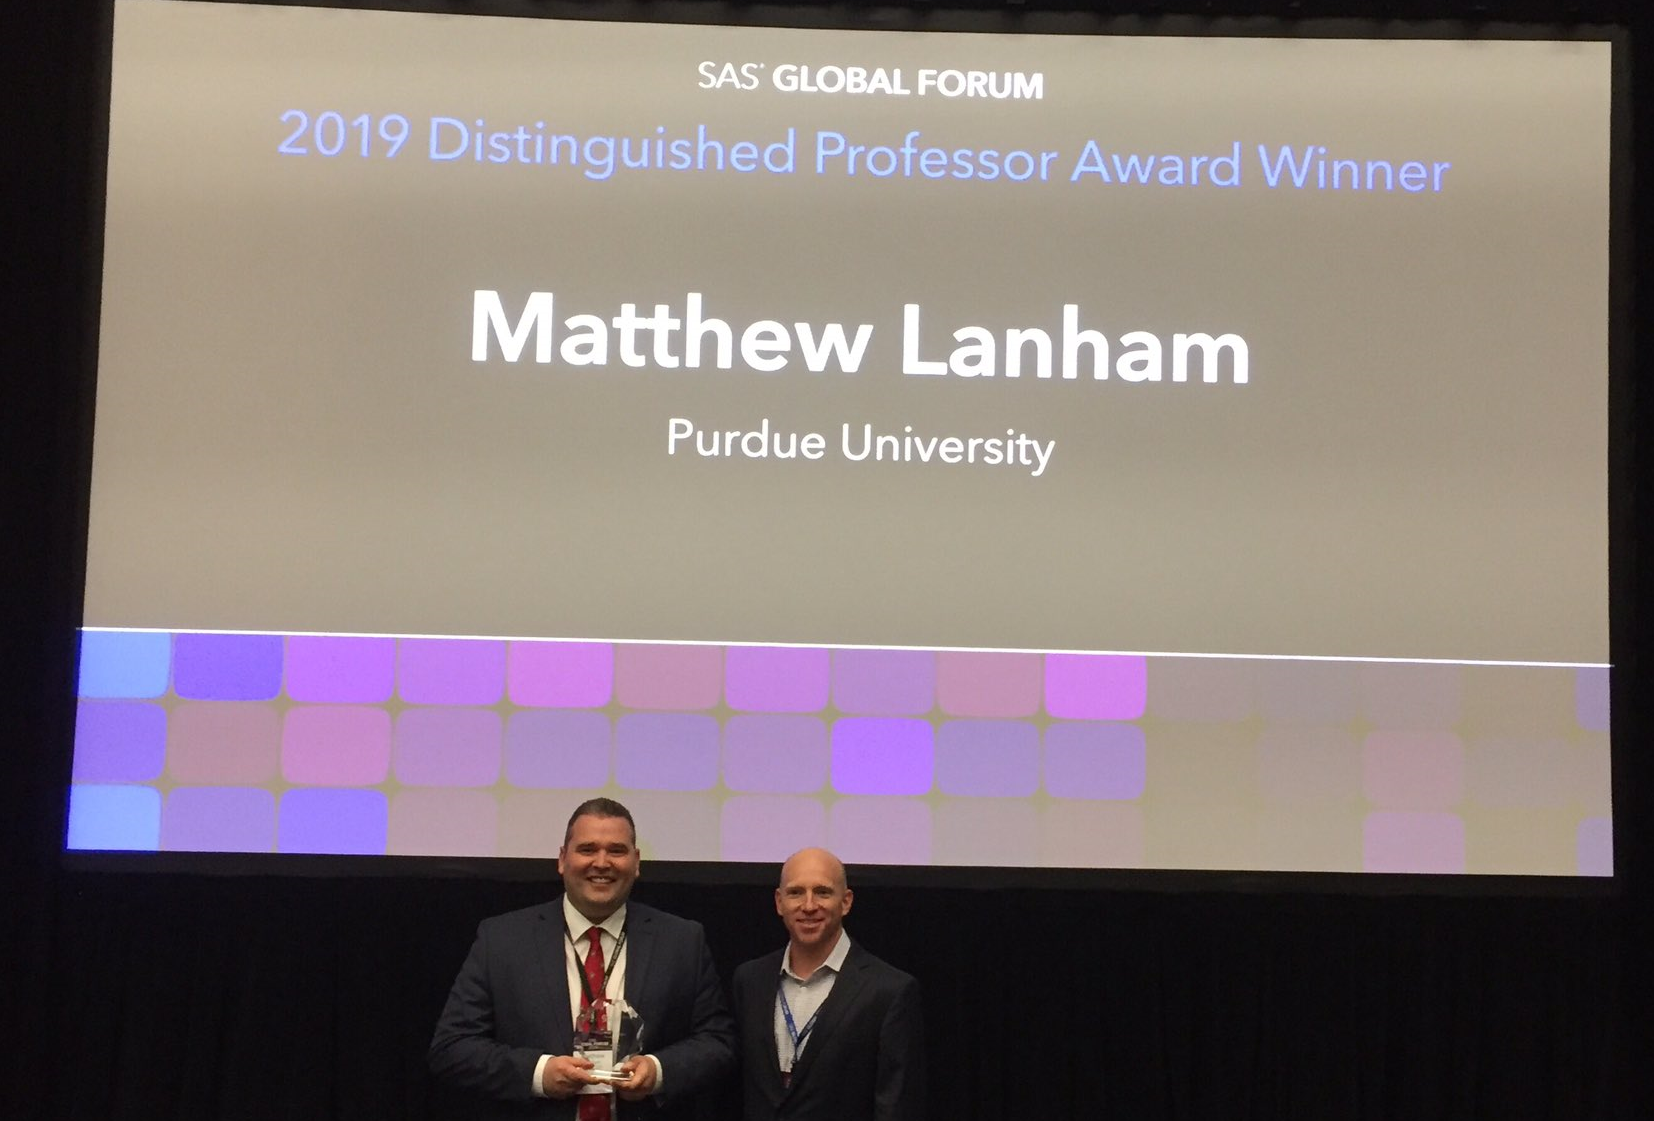 SAS® GLOBAL FORUM
2019 Distinguished Professor Award Winner
Matthew Lanham
Purdue University